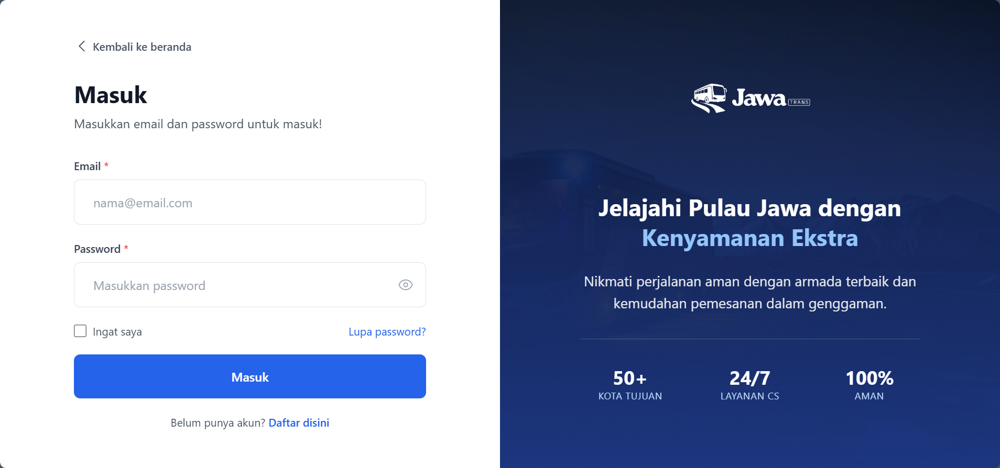 Kembali ke beranda
Masuk
Masukkan email dan password untuk masuk!
Email *
nama@email.com
Password *
Masukkan password
Ingat saya
Lupa password?
Masuk
Belum punya akun? Daftar disini
Jawa TRANS
Jelajahi Pulau Jawa dengan
Kenyamanan Ekstra
Nikmati perjalanan aman dengan armada terbaik dan
kemudahan pemesanan dalam genggaman.
50+
KOTA TUJUAN
24/7
LAYANAN CS
100%
AMAN